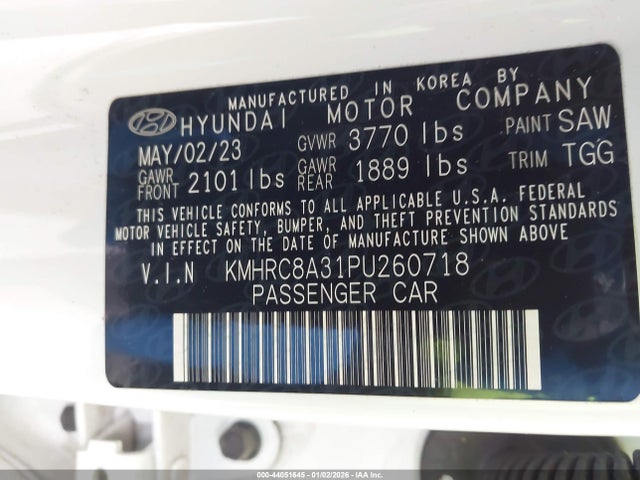 MANUFACTURED IN KOREA BY
HYUNDAI MOTOR COMPANY
MAY/02/23 GVWR 3770 lbs PAINT SAW
GAWR FRONT 2101 lbs GAWR REAR 1889 lbs TRIM TGG
THIS VEHICLE CONFORMS TO ALL APPLICABLE U.S.A. FEDERAL
MOTOR VEHICLE SAFETY, BUMPER, AND THEFT PREVENTION STANDARDS
IN EFFECT ON THE DATE OF MANUFACTURE SHOWN ABOVE.
V.I.N KMHRC8A31PU260718
PASSENGER CAR
000-44051645 - 01/02/2026 - IAAI.COM